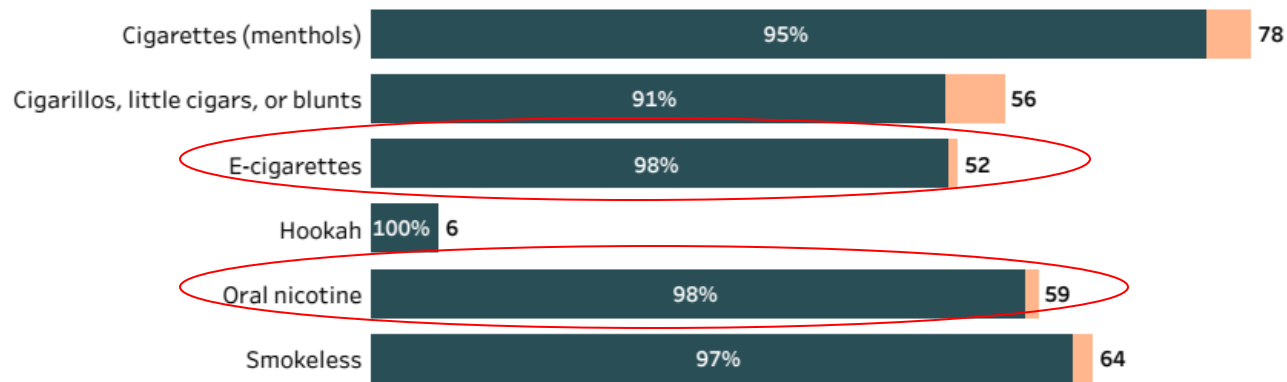 Cigarettes (menthols) 95% 78
Cigarillos, little cigars, or blunts 91% 56
E-cigarettes 98% 52
Hookah 100% 6
Oral nicotine 98% 59
Smokeless 97% 64